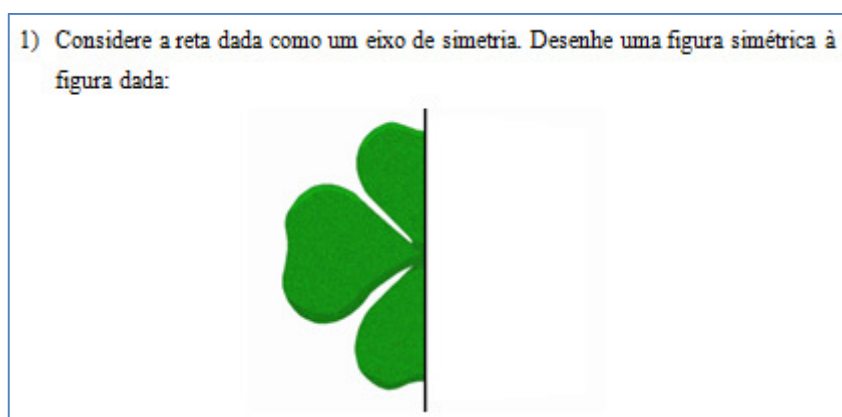 1) Considere a reta dada como um eixo de simetria. Desenhe uma figura simétrica à
figura dada: